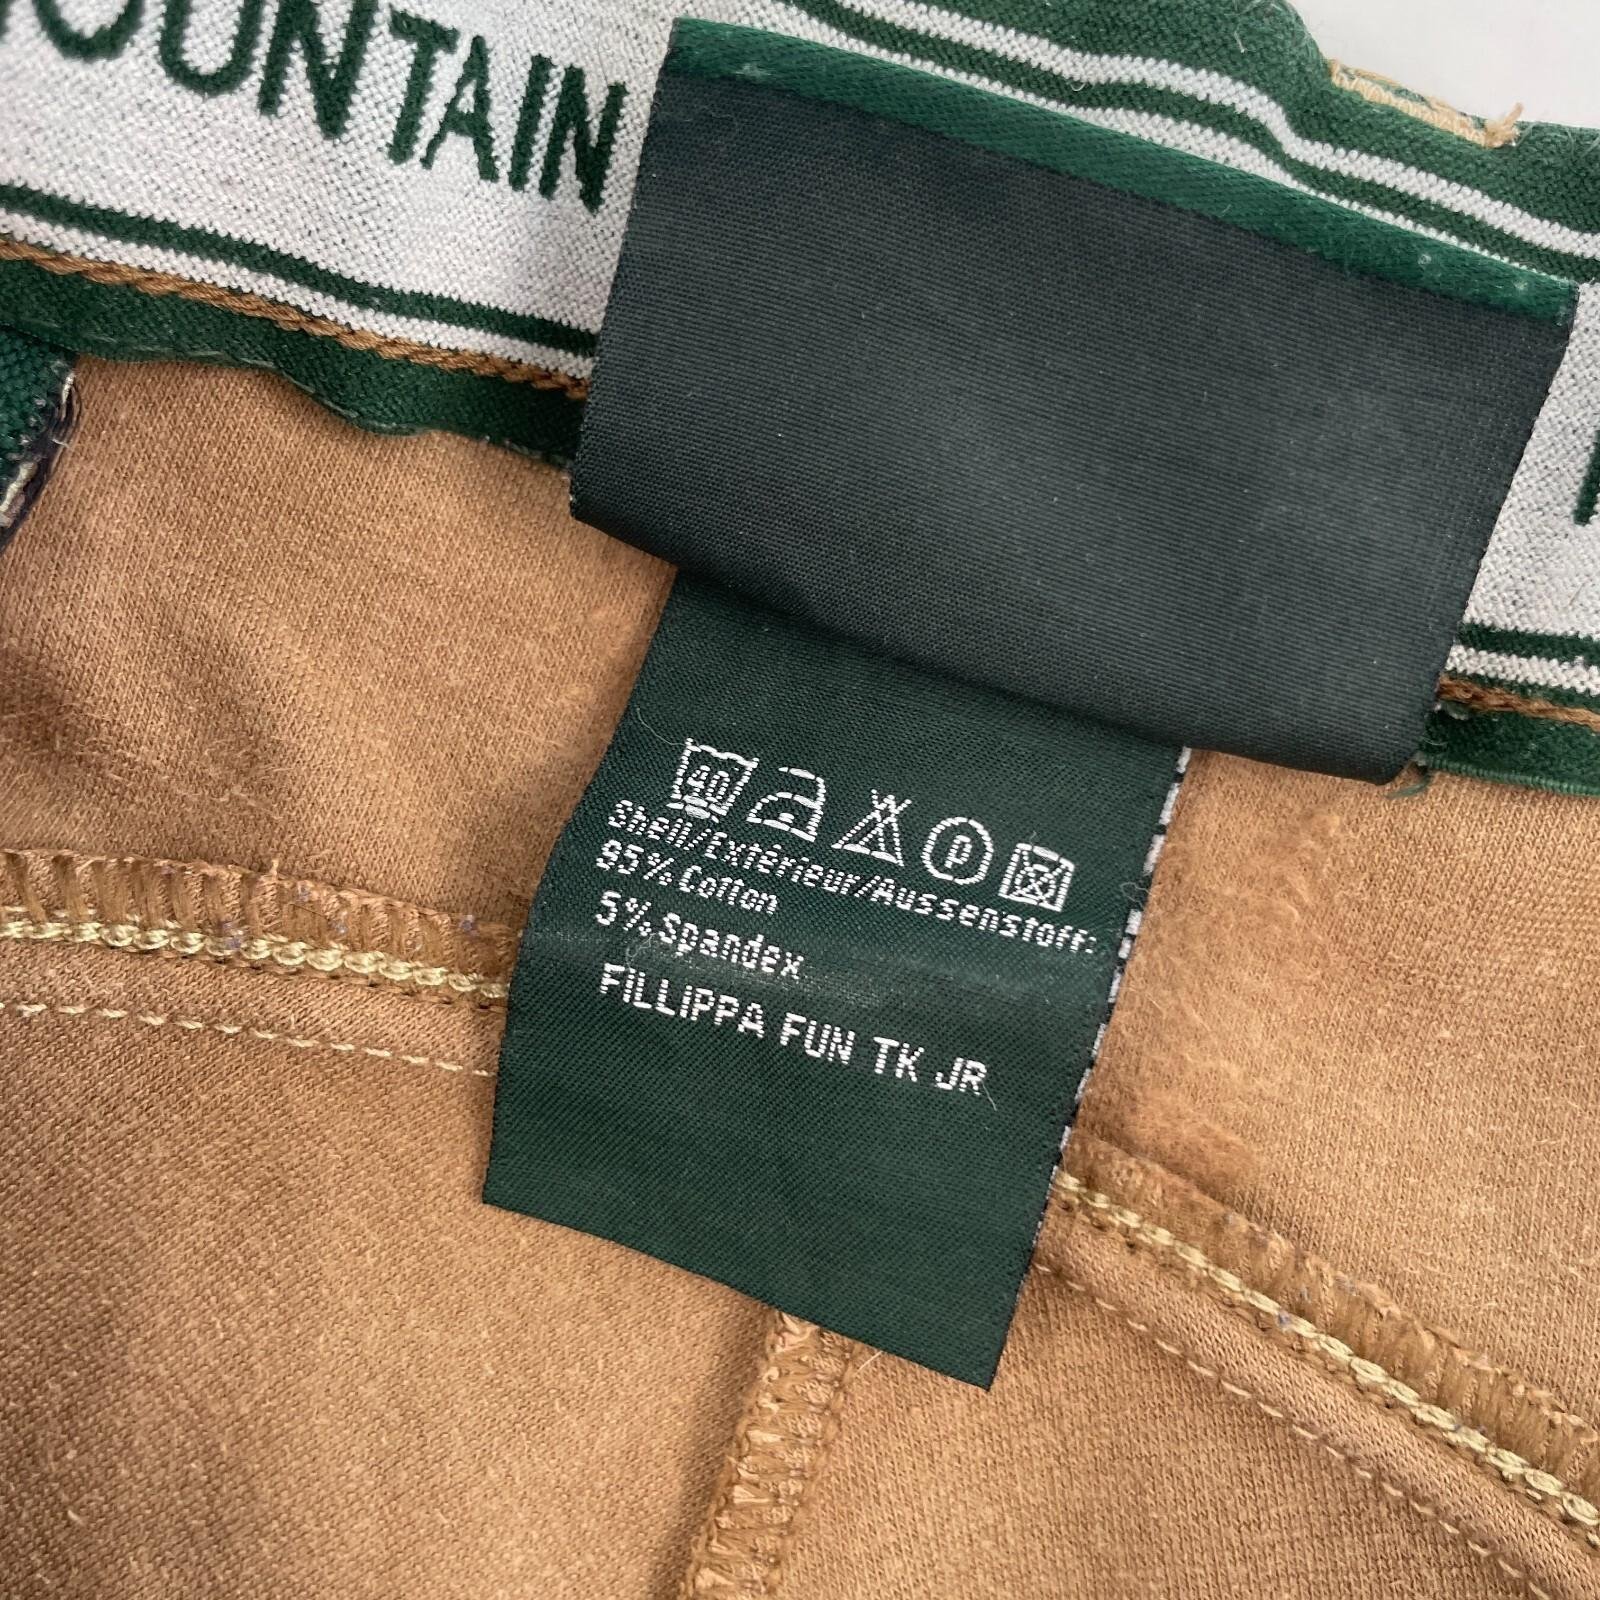 OUNTAIN
40
P
Shell/Extérieur/Aussenstoff:
95% Cotton
5% Spandex
FILLIPPA FUN TK JR